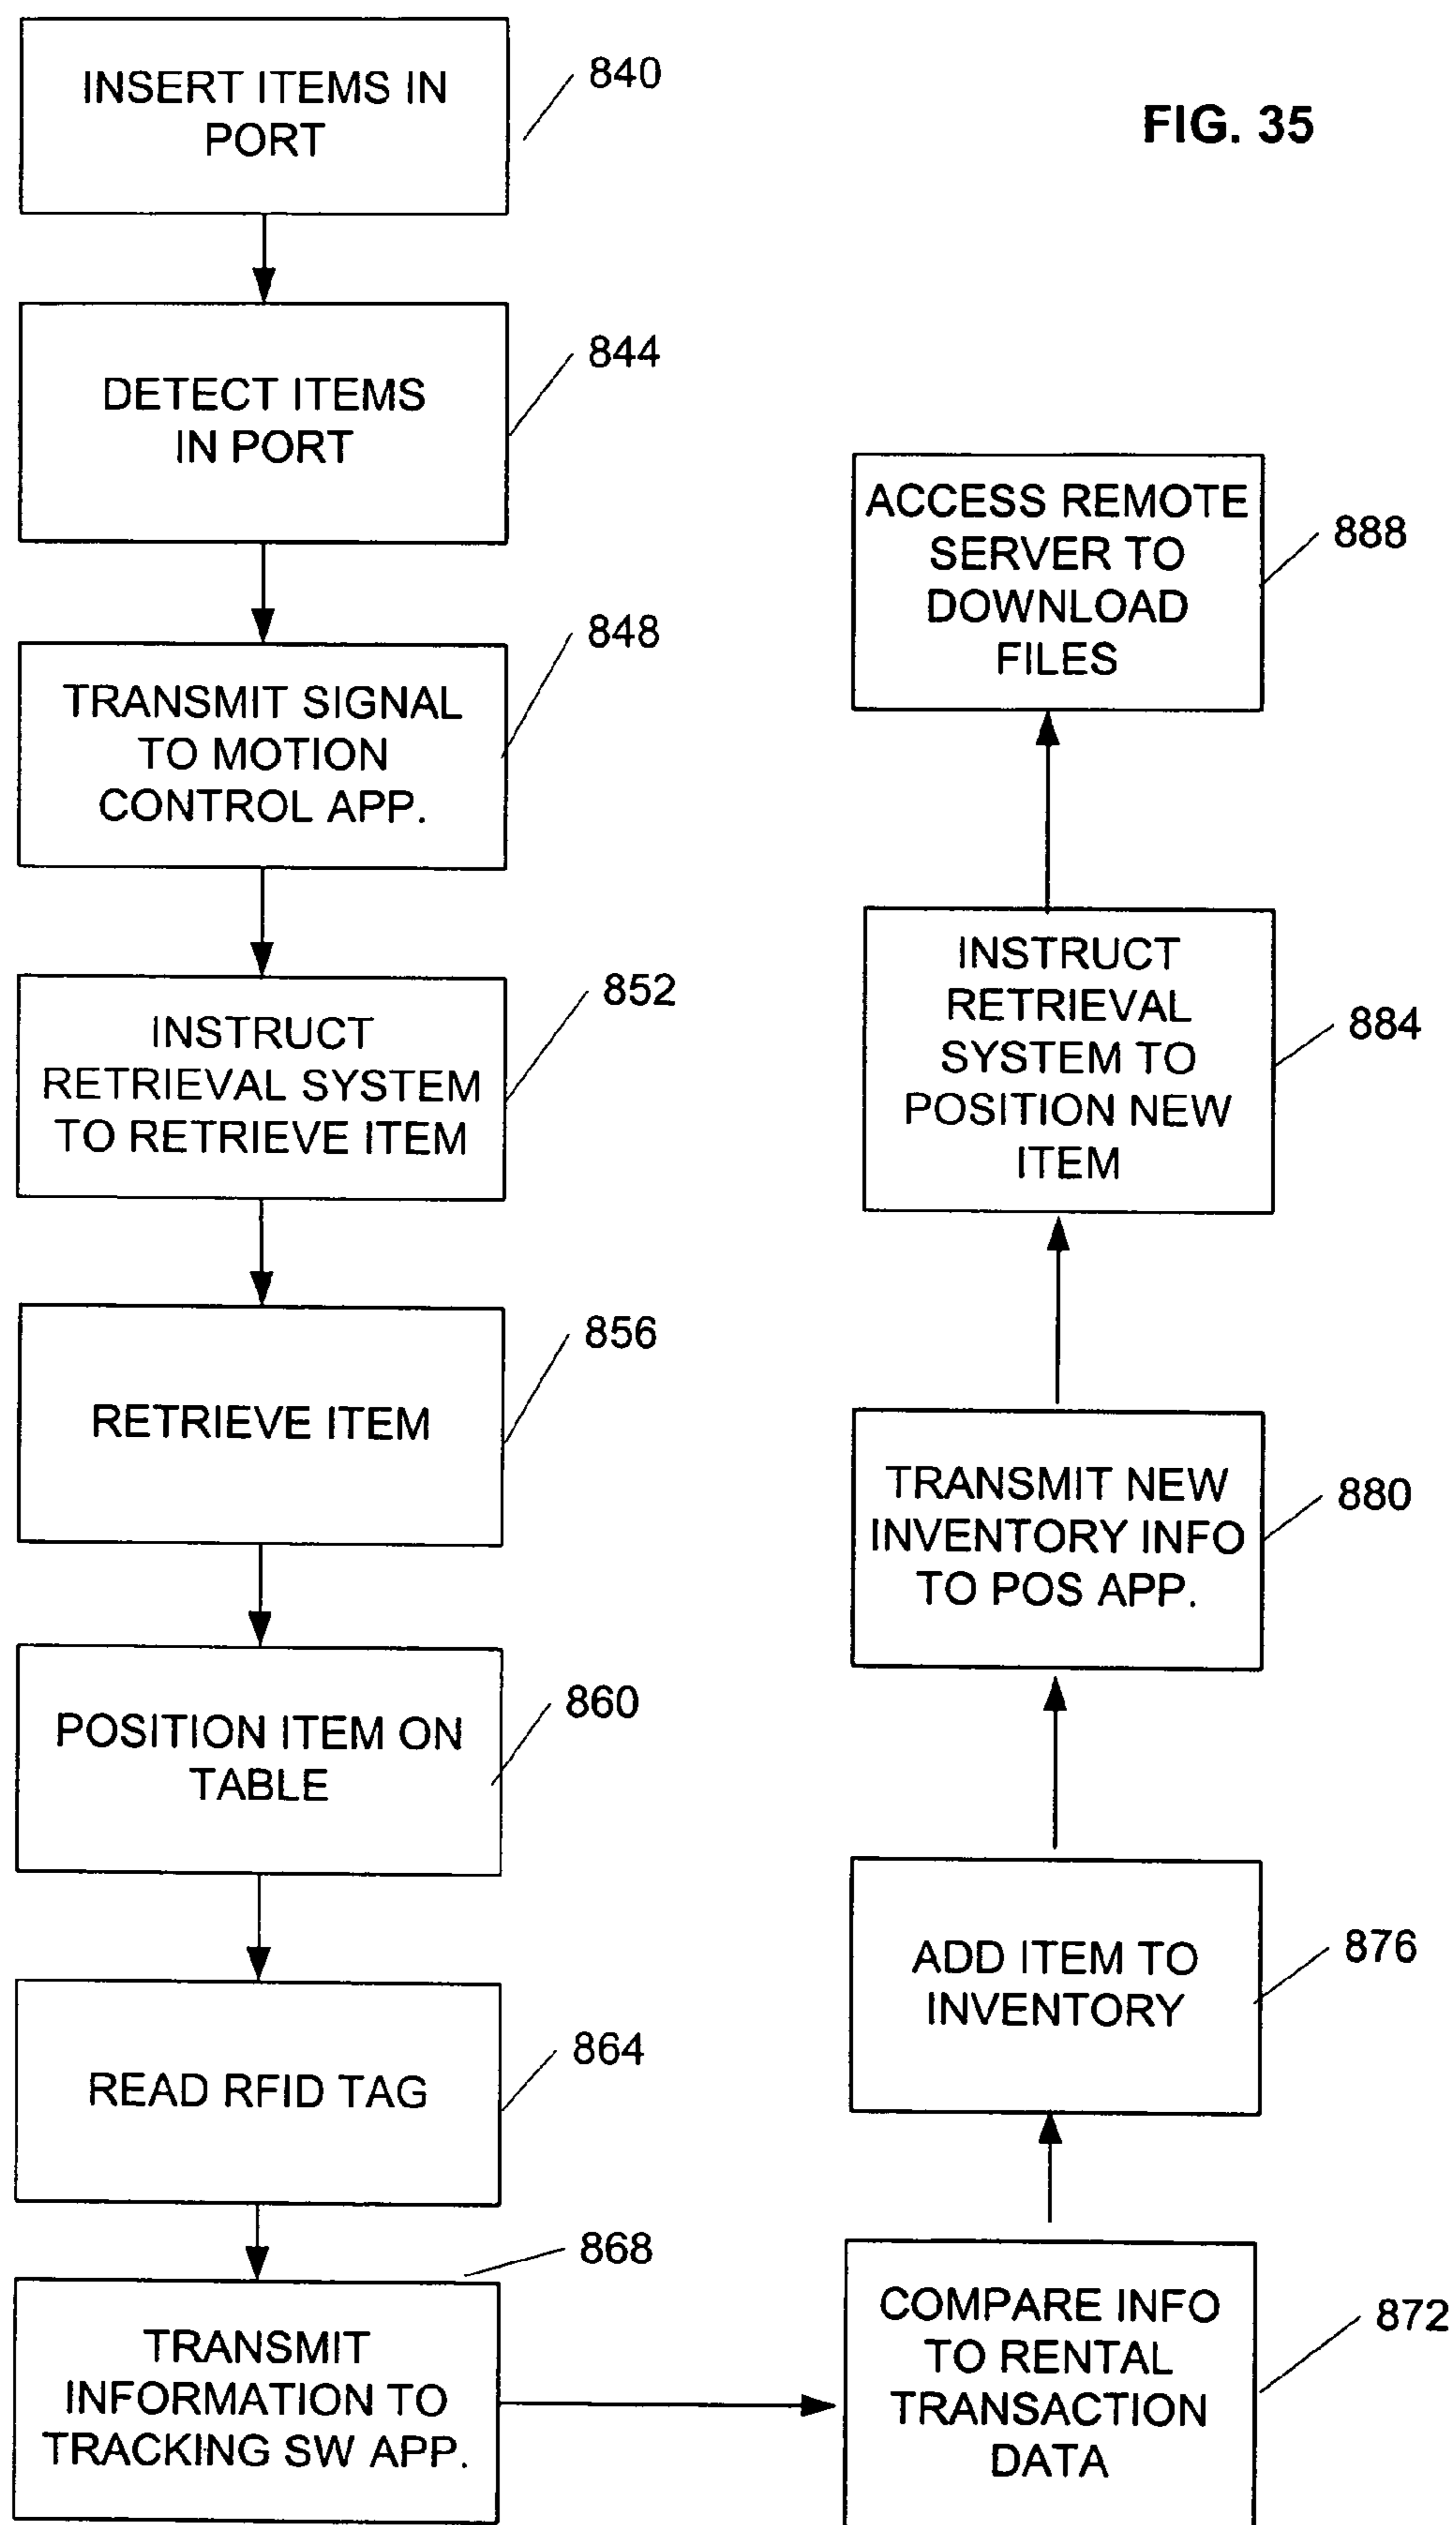 FIG. 35
INSERT ITEMS IN
PORT
840
DETECT ITEMS
IN PORT
844
TRANSMIT SIGNAL
TO MOTION
CONTROL APP.
848
INSTRUCT
RETRIEVAL SYSTEM
TO RETRIEVE ITEM
852
RETRIEVE ITEM
856
POSITION ITEM ON
TABLE
860
READ RFID TAG
864
TRANSMIT
INFORMATION TO
TRACKING SW APP.
868
COMPARE INFO
TO RENTAL
TRANSACTION
DATA
872
ADD ITEM TO
INVENTORY
876
TRANSMIT NEW
INVENTORY INFO
TO POS APP.
880
INSTRUCT
RETRIEVAL
SYSTEM TO
POSITION NEW
ITEM
884
ACCESS REMOTE
SERVER TO
DOWNLOAD
FILES
888